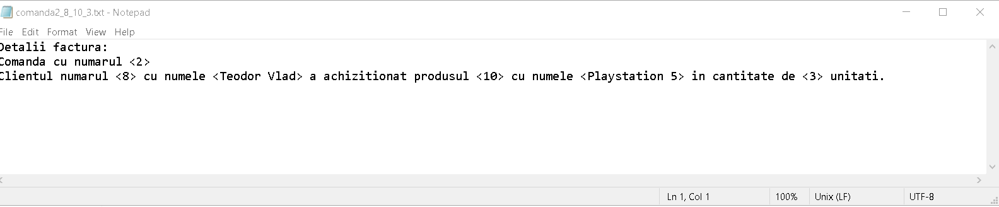 comanda2_8_10_3.txt - Notepad
File Edit Format View Help
Detalii factura:
Comanda cu numarul <2>
Clientul numarul <8> cu numele <Teodor Vlad> a achizitionat produsul <10> cu numele <Playstation 5> in cantitate de <3> unitati.
Ln 1, Col 1 100% Unix (LF) UTF-8